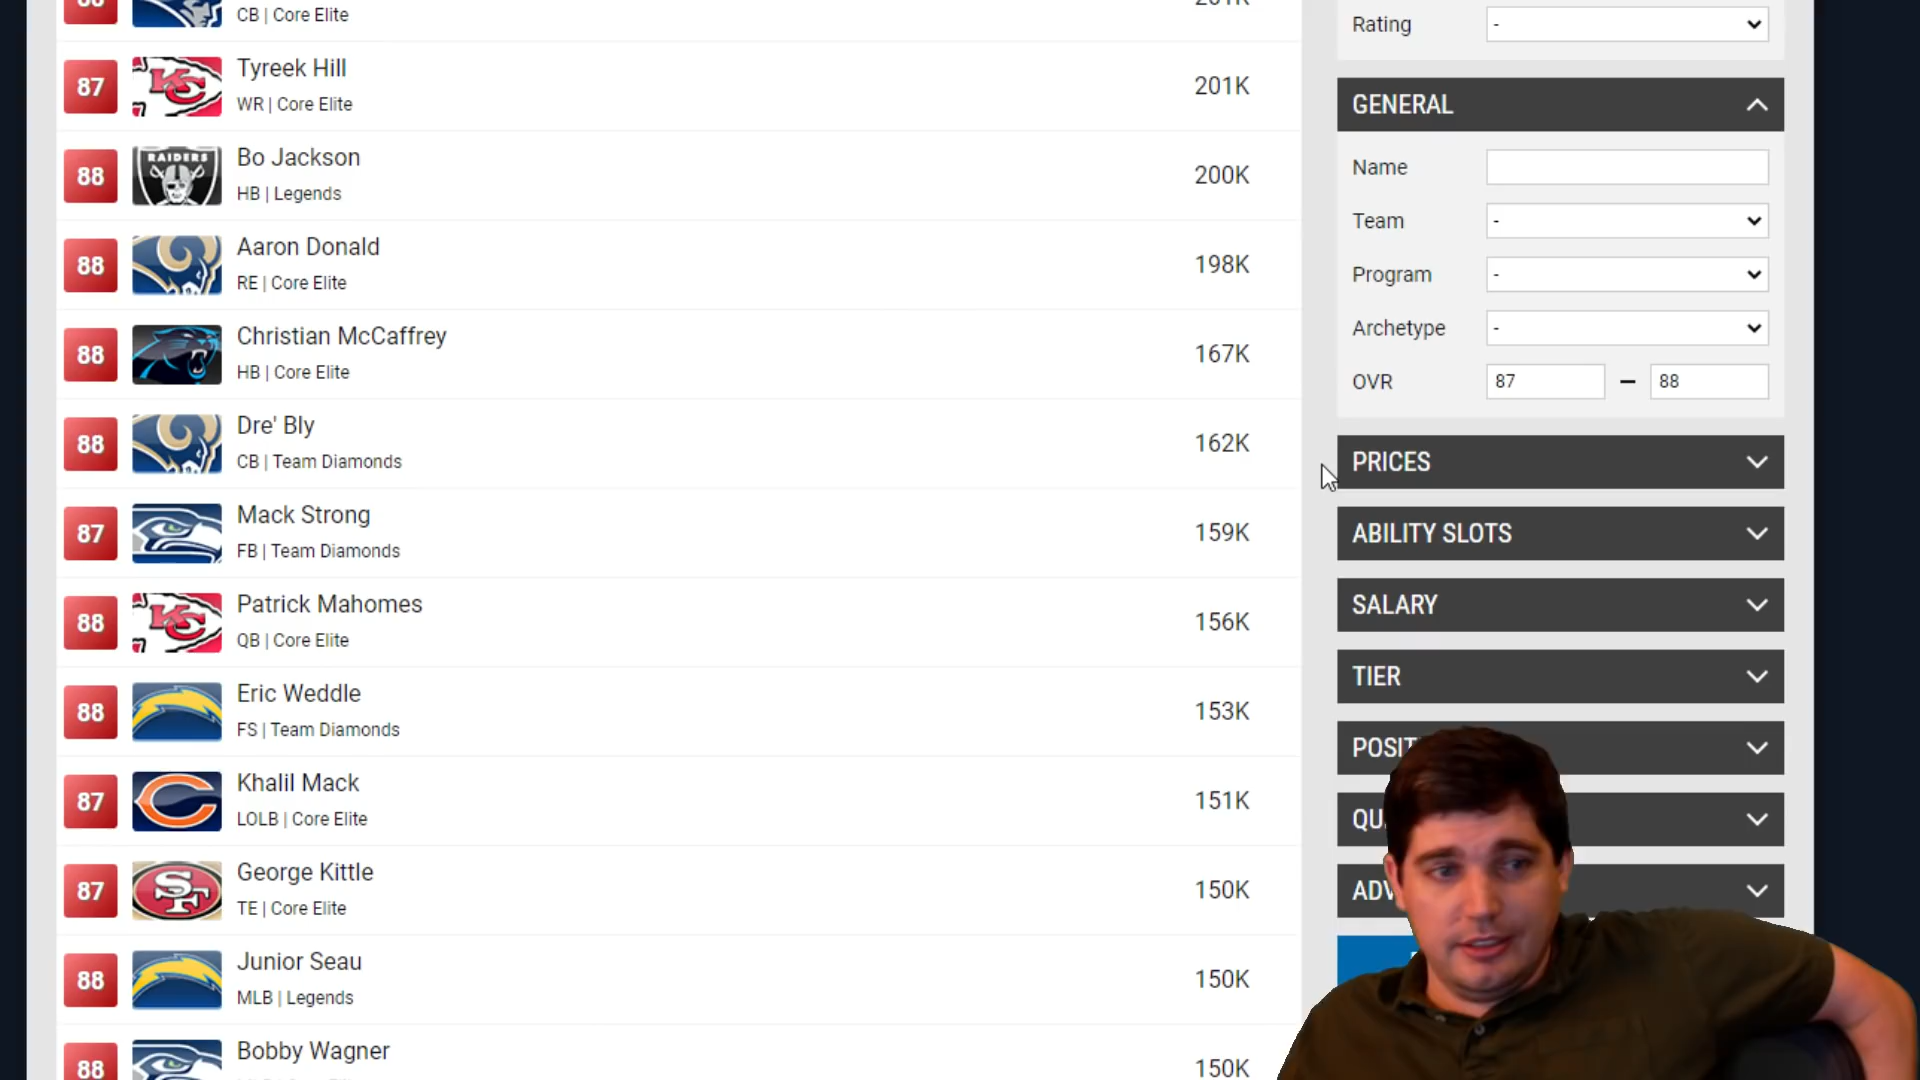 CB | Core Elite
87
Tyreek Hill
WR | Core Elite
201K
88
RAIDERS
Bo Jackson
HB | Legends
200K
88
Aaron Donald
RE | Core Elite
198K
88
Christian McCaffrey
HB | Core Elite
167K
88
Dre' Bly
CB | Team Diamonds
162K
87
Mack Strong
FB | Team Diamonds
159K
88
KC
Patrick Mahomes
QB | Core Elite
156K
88
Eric Weddle
FS | Team Diamonds
153K
87
Khalil Mack
LOLB | Core Elite
151K
87
SF
George Kittle
TE | Core Elite
150K
88
Junior Seau
MLB | Legends
150K
88
Bobby Wagner
150K
Rating -
GENERAL
Name
Team -
Program -
Archetype -
OVR 87 – 88
PRICES
ABILITY SLOTS
SALARY
TIER
POSIT
QU
ADV